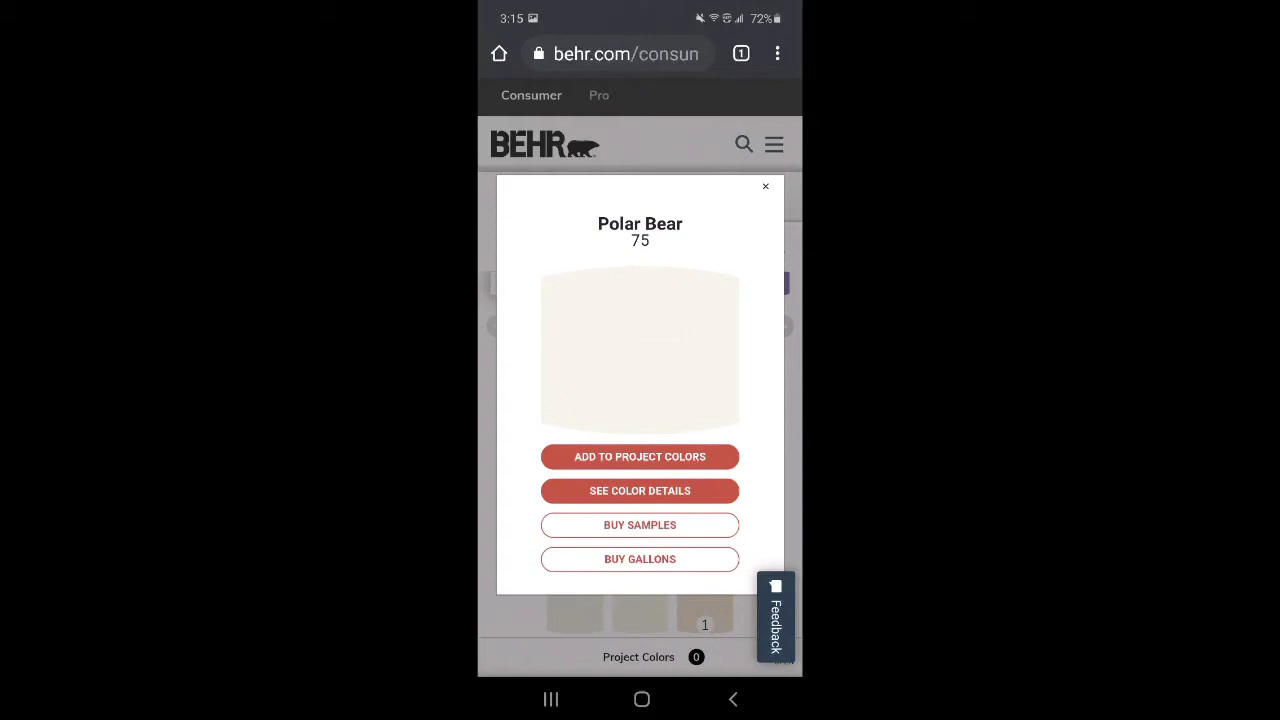 3:15 72%
behr.com/consun 1
Consumer Pro
BEHR
×
Polar Bear
75
ADD TO PROJECT COLORS
SEE COLOR DETAILS
BUY SAMPLES
BUY GALLONS
1
Feedback
Project Colors 0